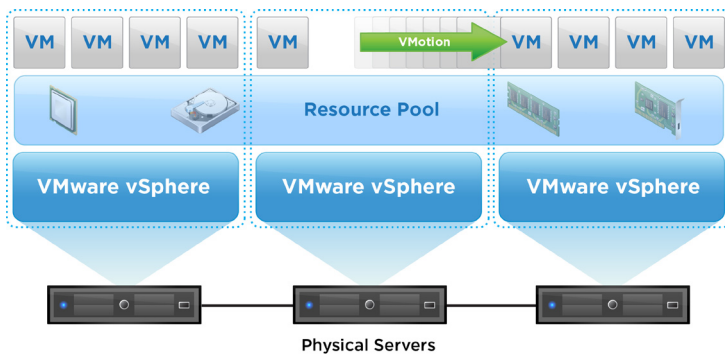 VM VM VM VM VM VMotion VM VM VM VM
Resource Pool
VMware vSphere VMware vSphere VMware vSphere
Physical Servers